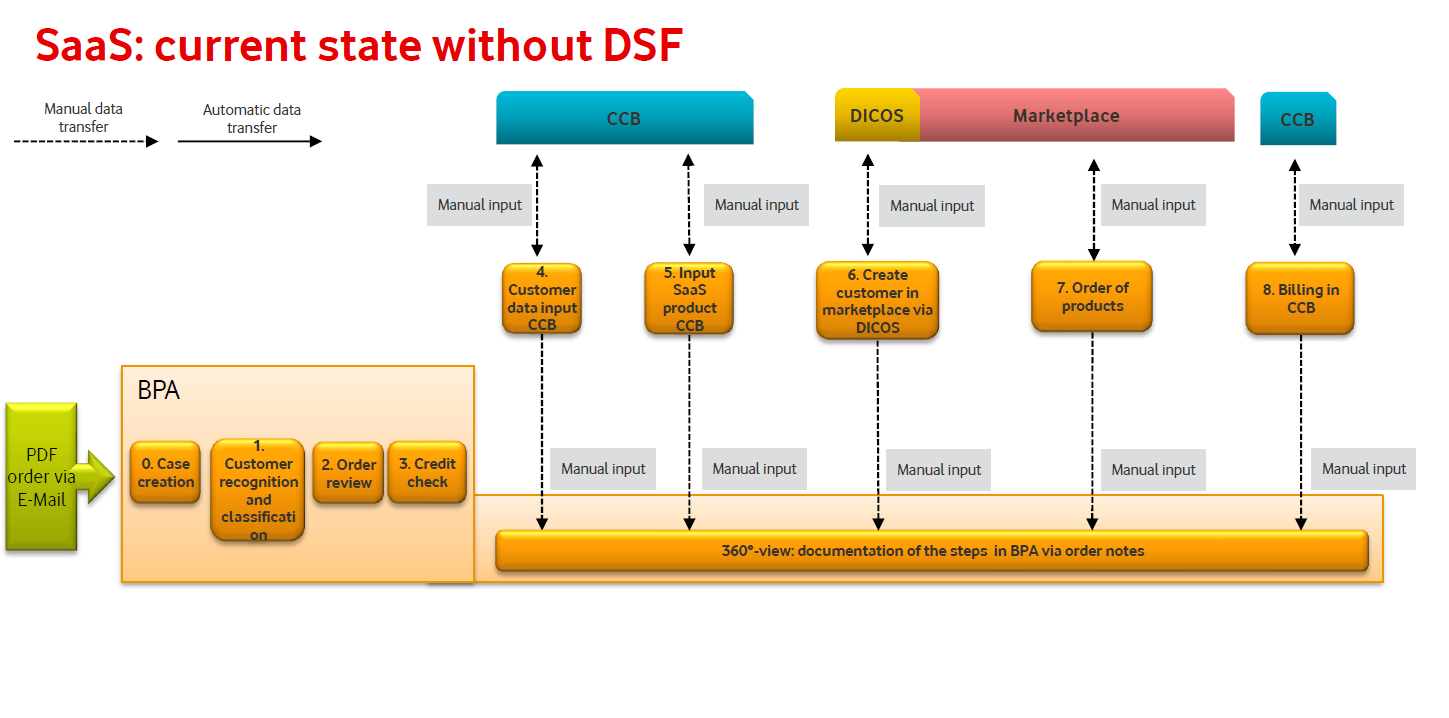 SaaS: current state without DSF
Manual data
transfer
Automatic data
transfer
CCB
DICOS
Marketplace
CCB
Manual input
Manual input
Manual input
Manual input
Manual input
4.
Customer
data input
CCB
5. Input
SaaS
product
CCB
6. Create
customer in
marketplace via
DICOS
7. Order of
products
8. Billing in
CCB
BPA
PDF
order via
E-Mail
0. Case
creation
1.
Customer
recognition
and
classificati
on
2. Order
review
3. Credit
check
Manual input
Manual input
Manual input
Manual input
Manual input
360°-view: documentation of the steps in BPA via order notes